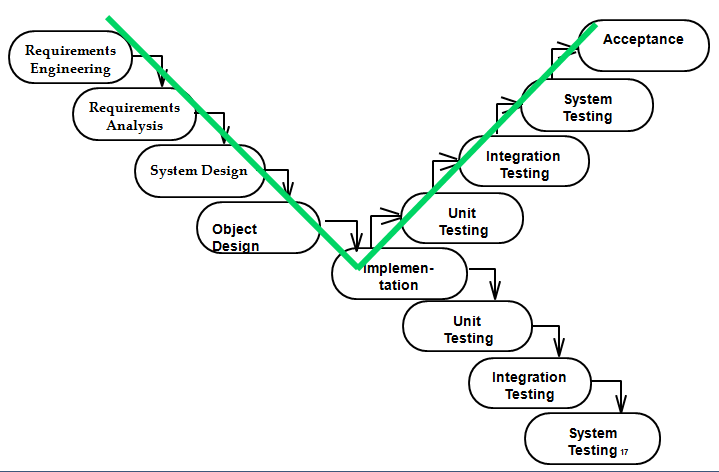 Requirements
Engineering
Requirements
Analysis
System Design
Object
Design
Implemen-
tation
Unit
Testing
Integration
Testing
System
Testing
Acceptance
Unit
Testing
Integration
Testing
System
Testing 17